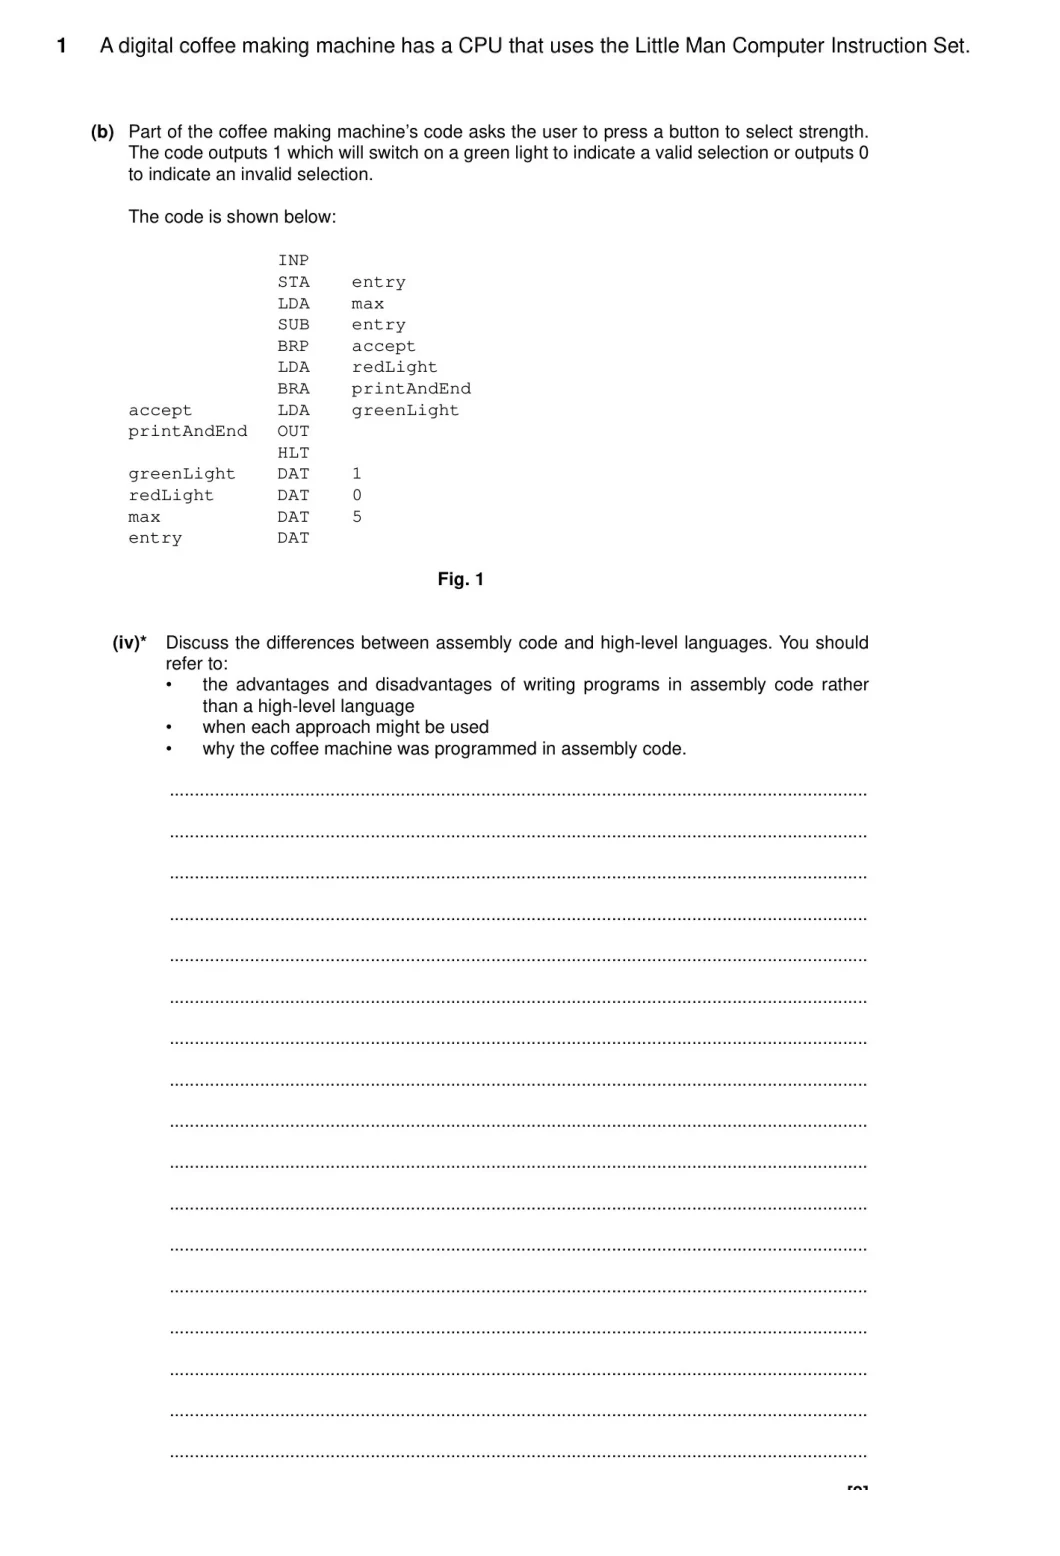 1 A digital coffee making machine has a CPU that uses the Little Man Computer Instruction Set.
(b) Part of the coffee making machine's code asks the user to press a button to select strength.
The code outputs 1 which will switch on a green light to indicate a valid selection or outputs 0
to indicate an invalid selection.
The code is shown below:
INP
STA entry
LDA max
SUB entry
BRP accept
LDA redLight
BRA printAndEnd
accept LDA greenLight
printAndEnd OUT
HLT
greenLight DAT 1
redLight DAT 0
max DAT 5
entry DAT
Fig. 1
(iv)* Discuss the differences between assembly code and high-level languages. You should
refer to:
• the advantages and disadvantages of writing programs in assembly code rather
than a high-level language
• when each approach might be used
• why the coffee machine was programmed in assembly code.